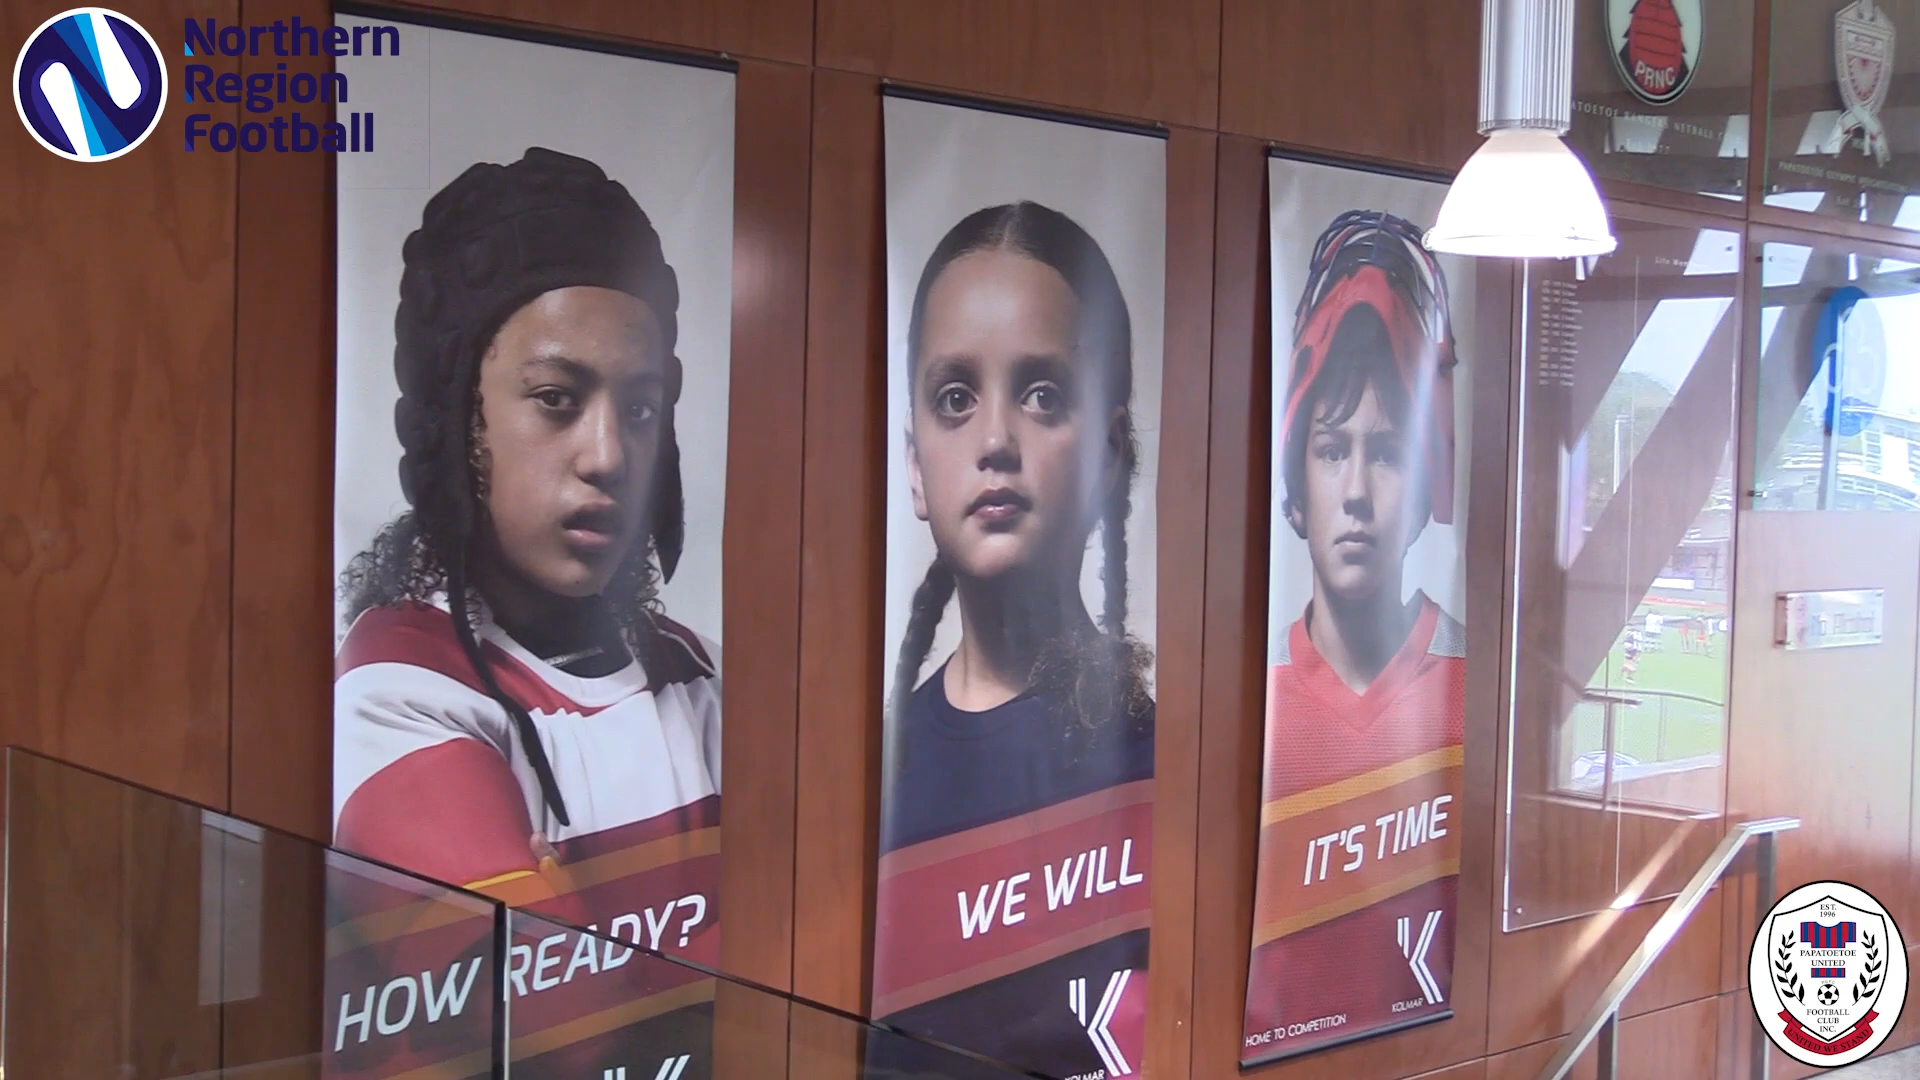 Northern
Region
Football
HOW READY?
WE WILL
KOLMAR
IT'S TIME
KOLMAR
HOME TO COMPETITION
PRNC
EST.
1996
PAPATOETOE
UNITED
FOOTBALL
CLUB
INC.
UNITED WE STAND